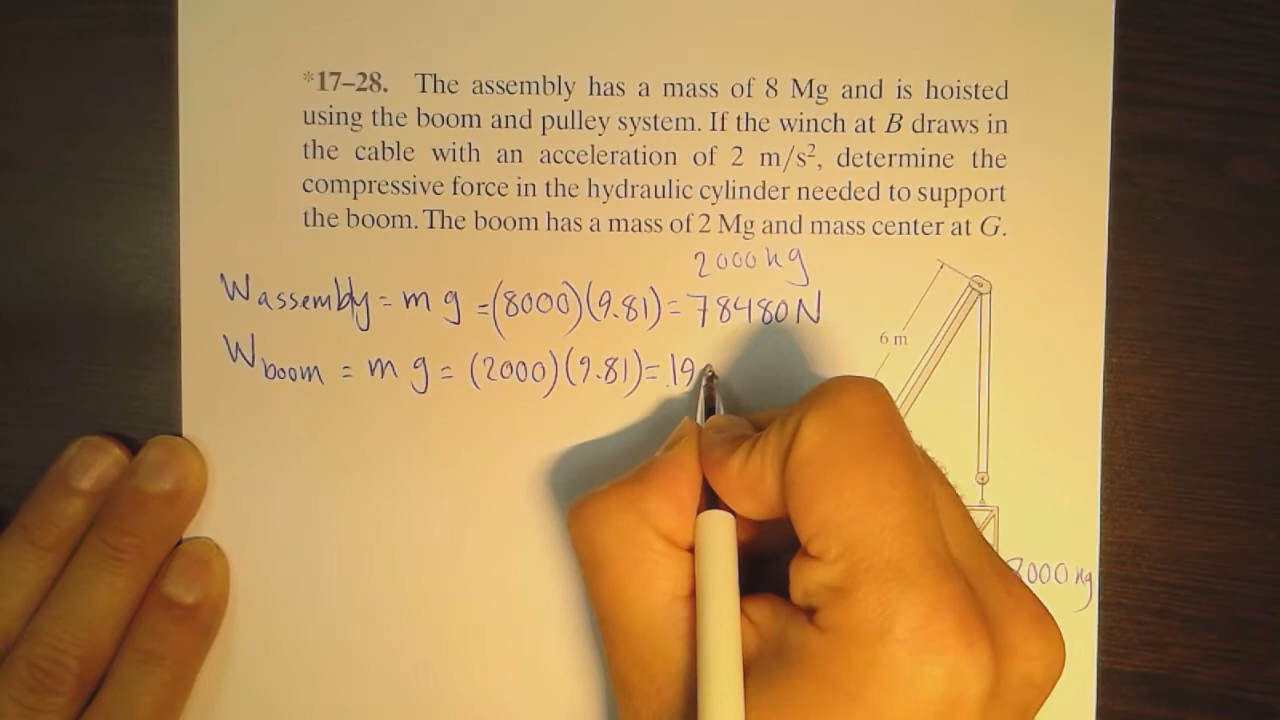 *17–28. The assembly has a mass of 8 Mg and is hoisted
using the boom and pulley system. If the winch at B draws in
the cable with an acceleration of 2 m/s², determine the
compressive force in the hydraulic cylinder needed to support
the boom. The boom has a mass of 2 Mg and mass center at G.
2000 kg
W assembly = m g = (8000)(9.81) = 78480 N
W boom = m g = (2000)(9.81) = 19
6 m
000 kg